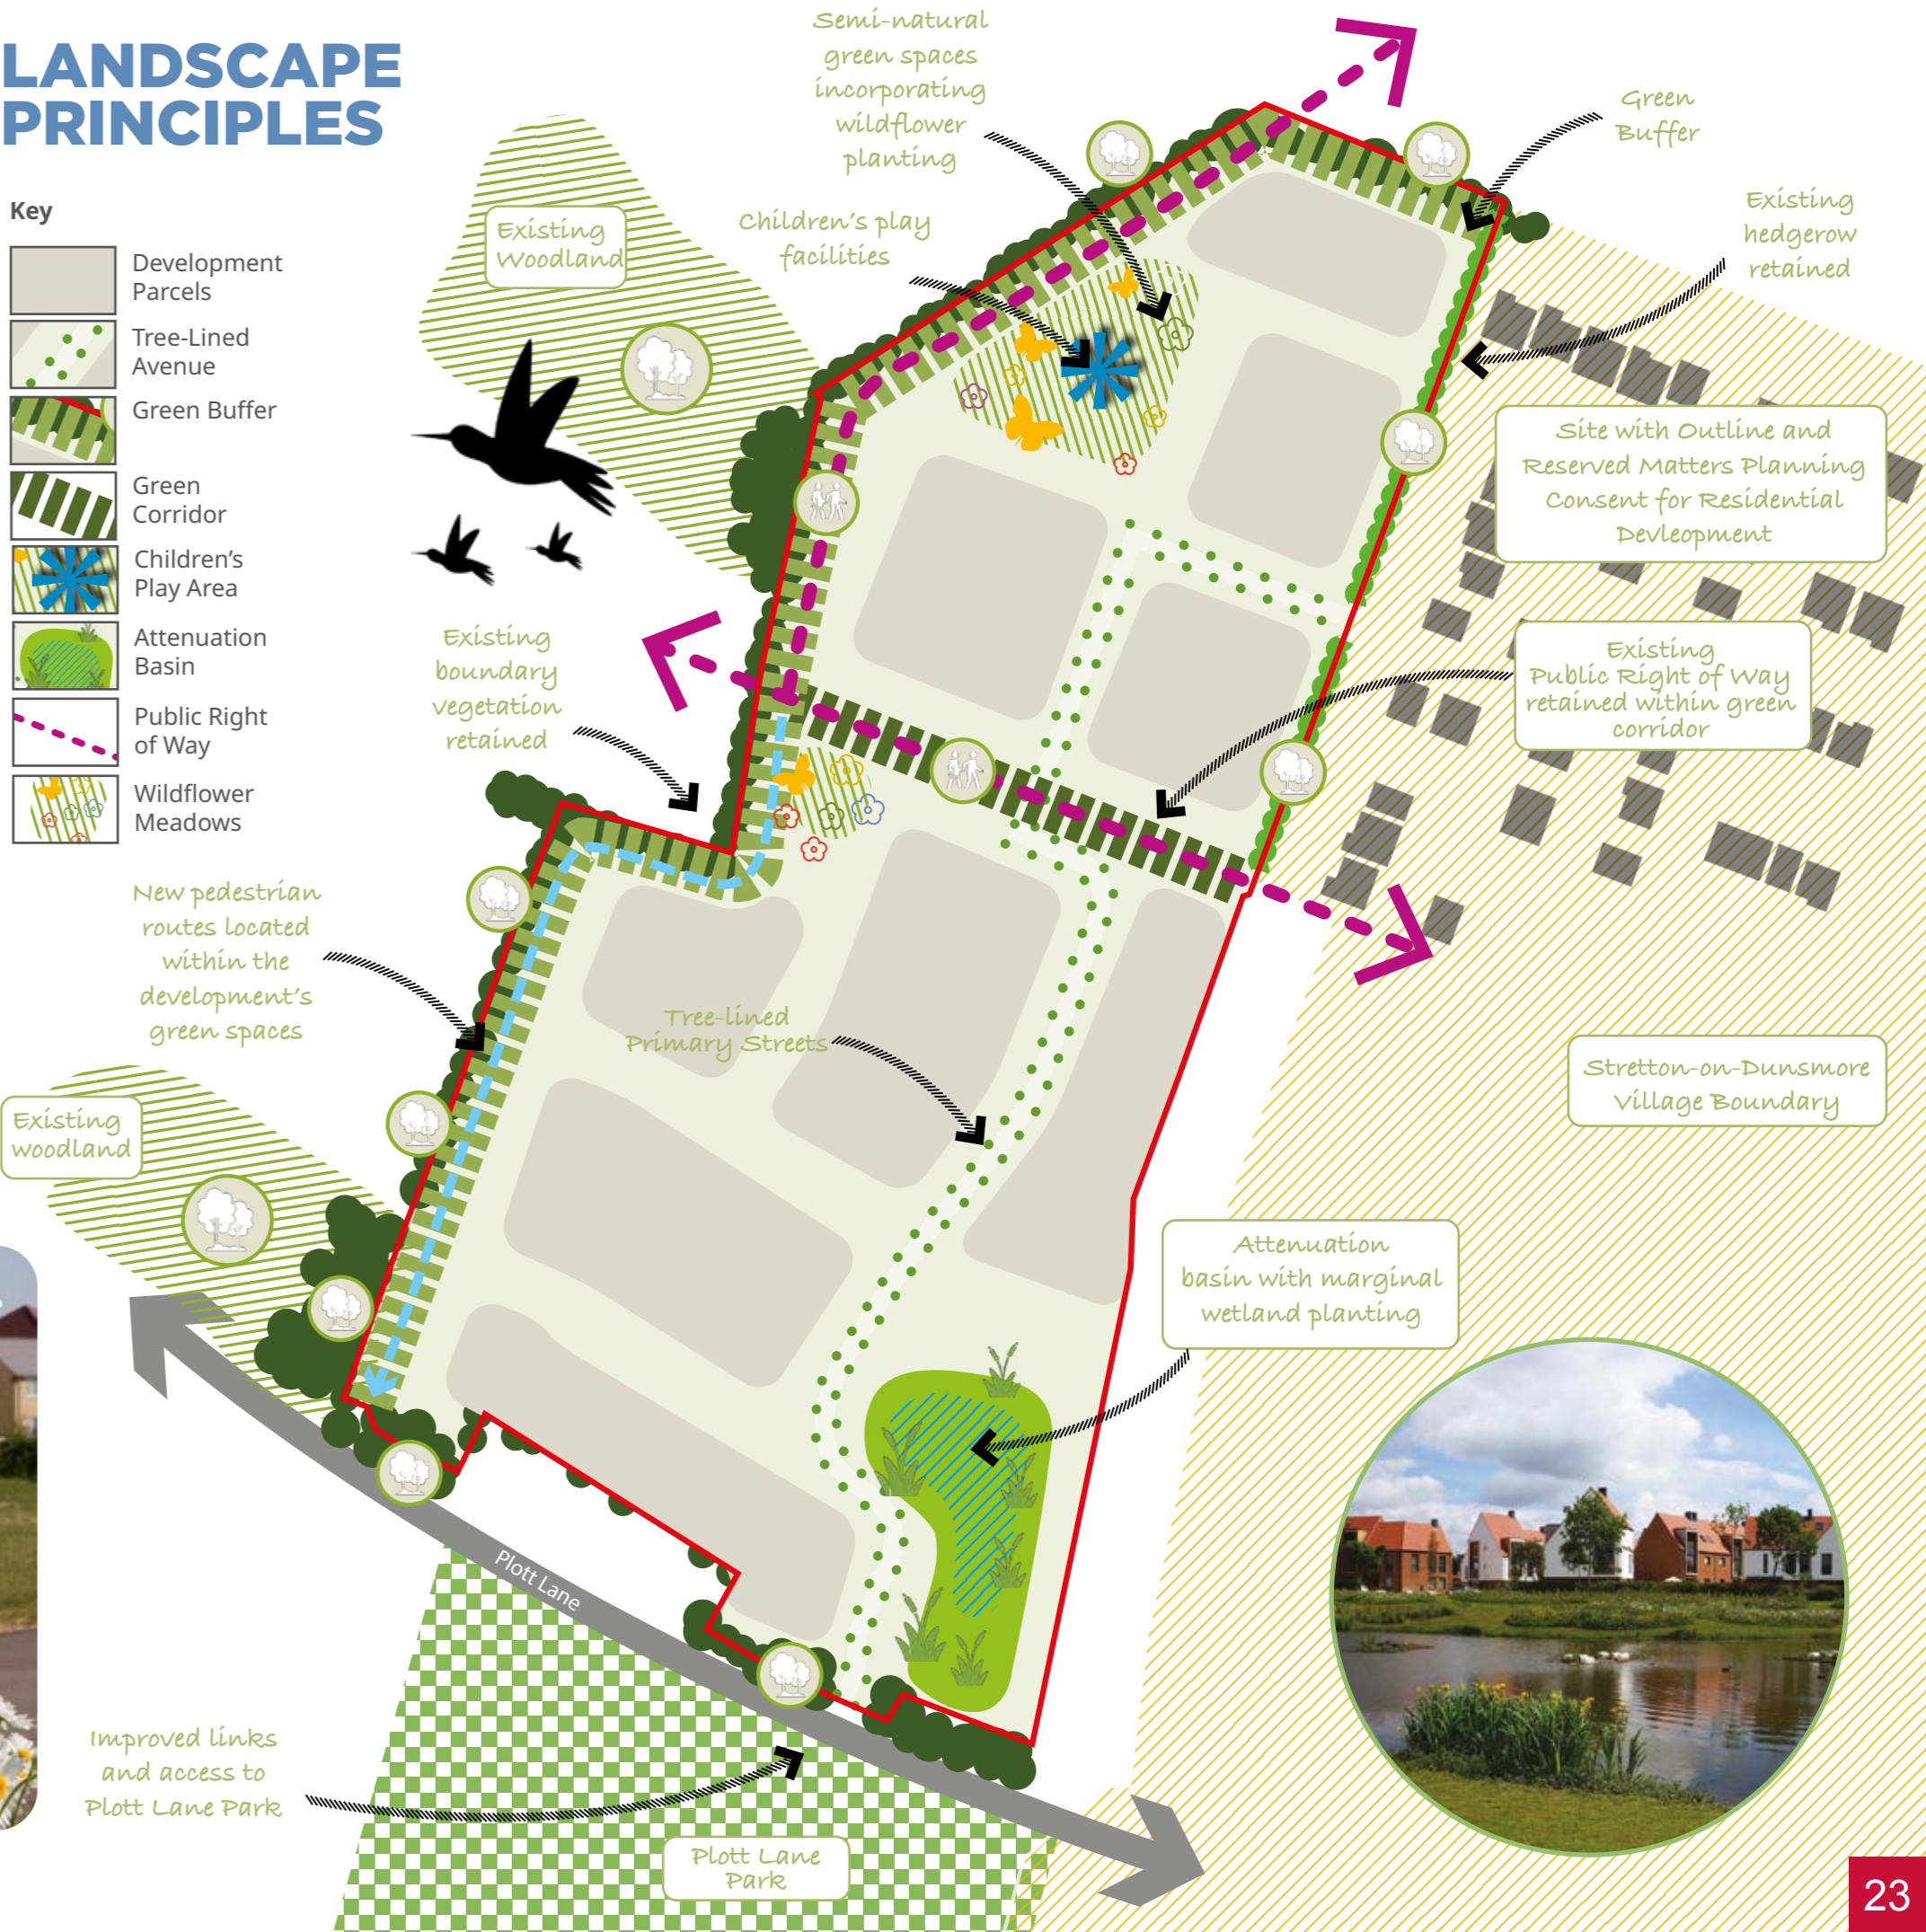 LANDSCAPE
PRINCIPLES
Key
Development
Parcels
Tree-Lined
Avenue
Green Buffer
Green
Corridor
Children's
Play Area
Attenuation
Basin
Public Right
of Way
Wildflower
Meadows
Semi-natural
green spaces
incorporating
wildflower
planting
Children's play
facilities
Green
Buffer
Existing
hedgerow
retained
Existing
Woodland
Site with Outline and
Reserved Matters Planning
Consent for Residential
Devleopment
Existing
boundary
vegetation
retained
Existing
Public Right of Way
retained within green
corridor
New pedestrian
routes located
within the
development's
green spaces
Tree-lined
Primary Streets
Stretton-on-Dunsmore
Village Boundary
Existing
woodland
Attenuation
basin with marginal
wetland planting
Plott Lane
Improved links
and access to
Plott Lane Park
Plott Lane
Park
23